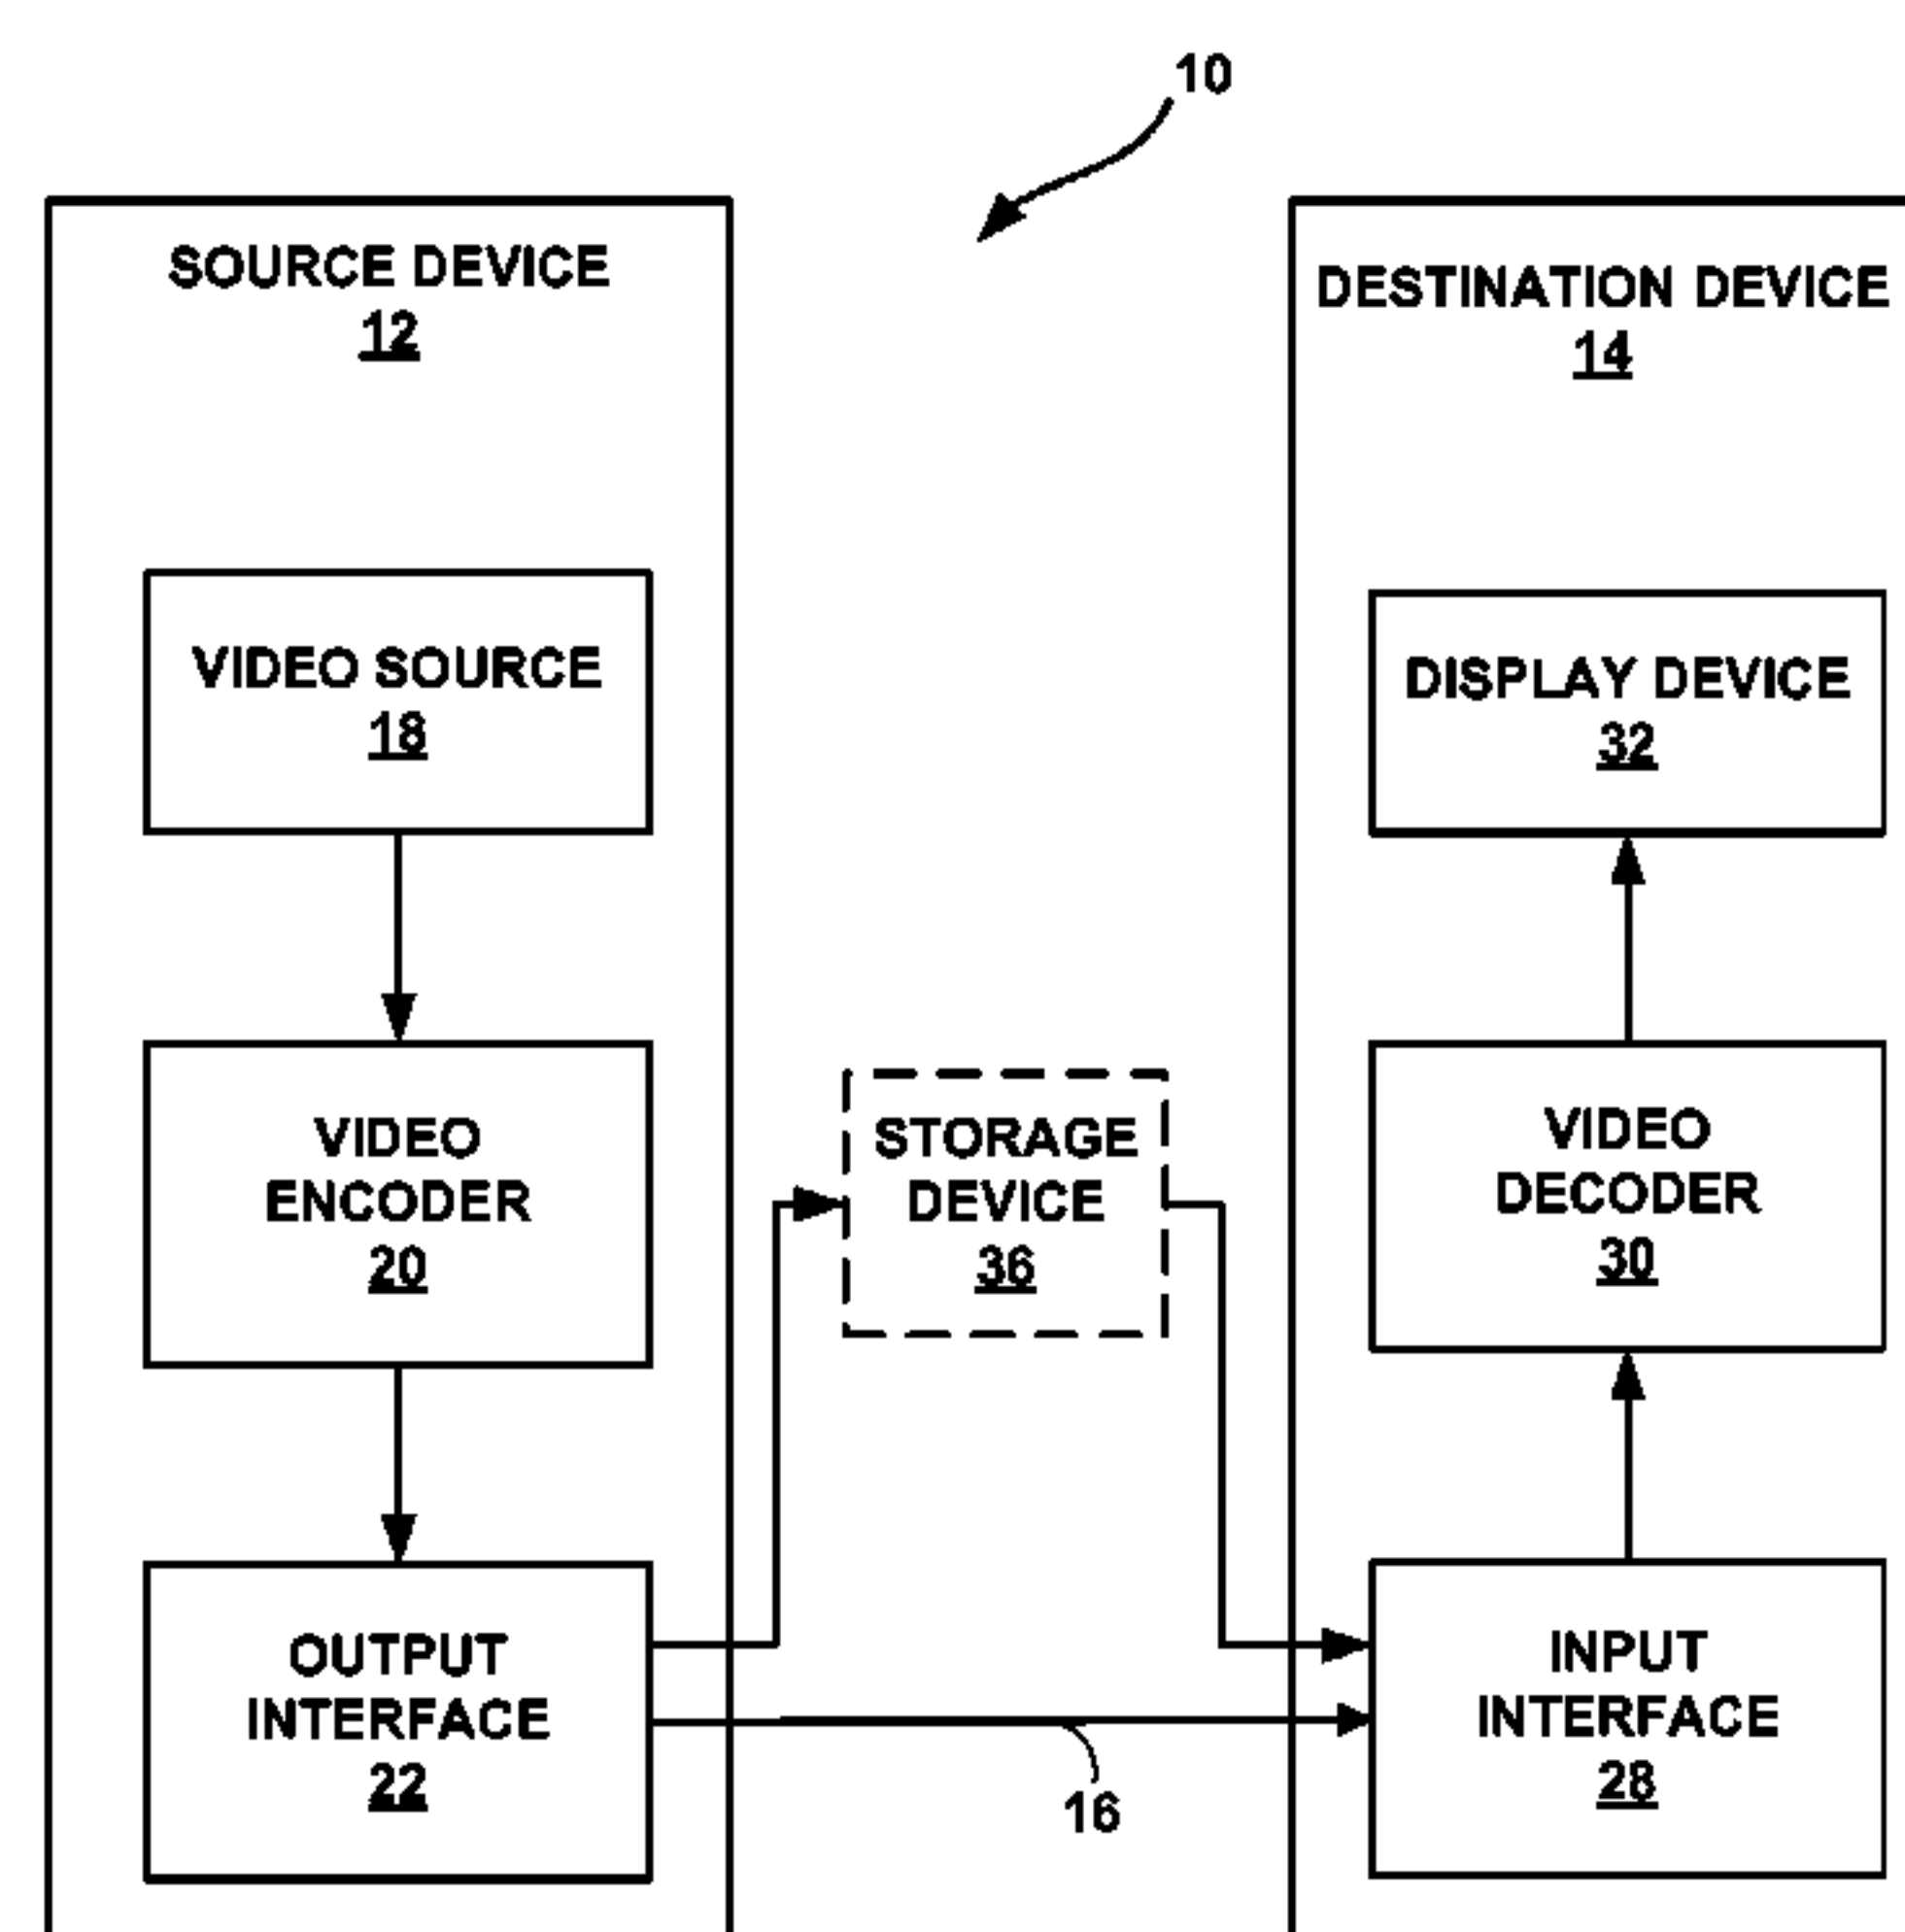 10
SOURCE DEVICE
12
VIDEO SOURCE
18
VIDEO
ENCODER
20
OUTPUT
INTERFACE
22
STORAGE
DEVICE
36
16
DESTINATION DEVICE
14
DISPLAY DEVICE
32
VIDEO
DECODER
30
INPUT
INTERFACE
28